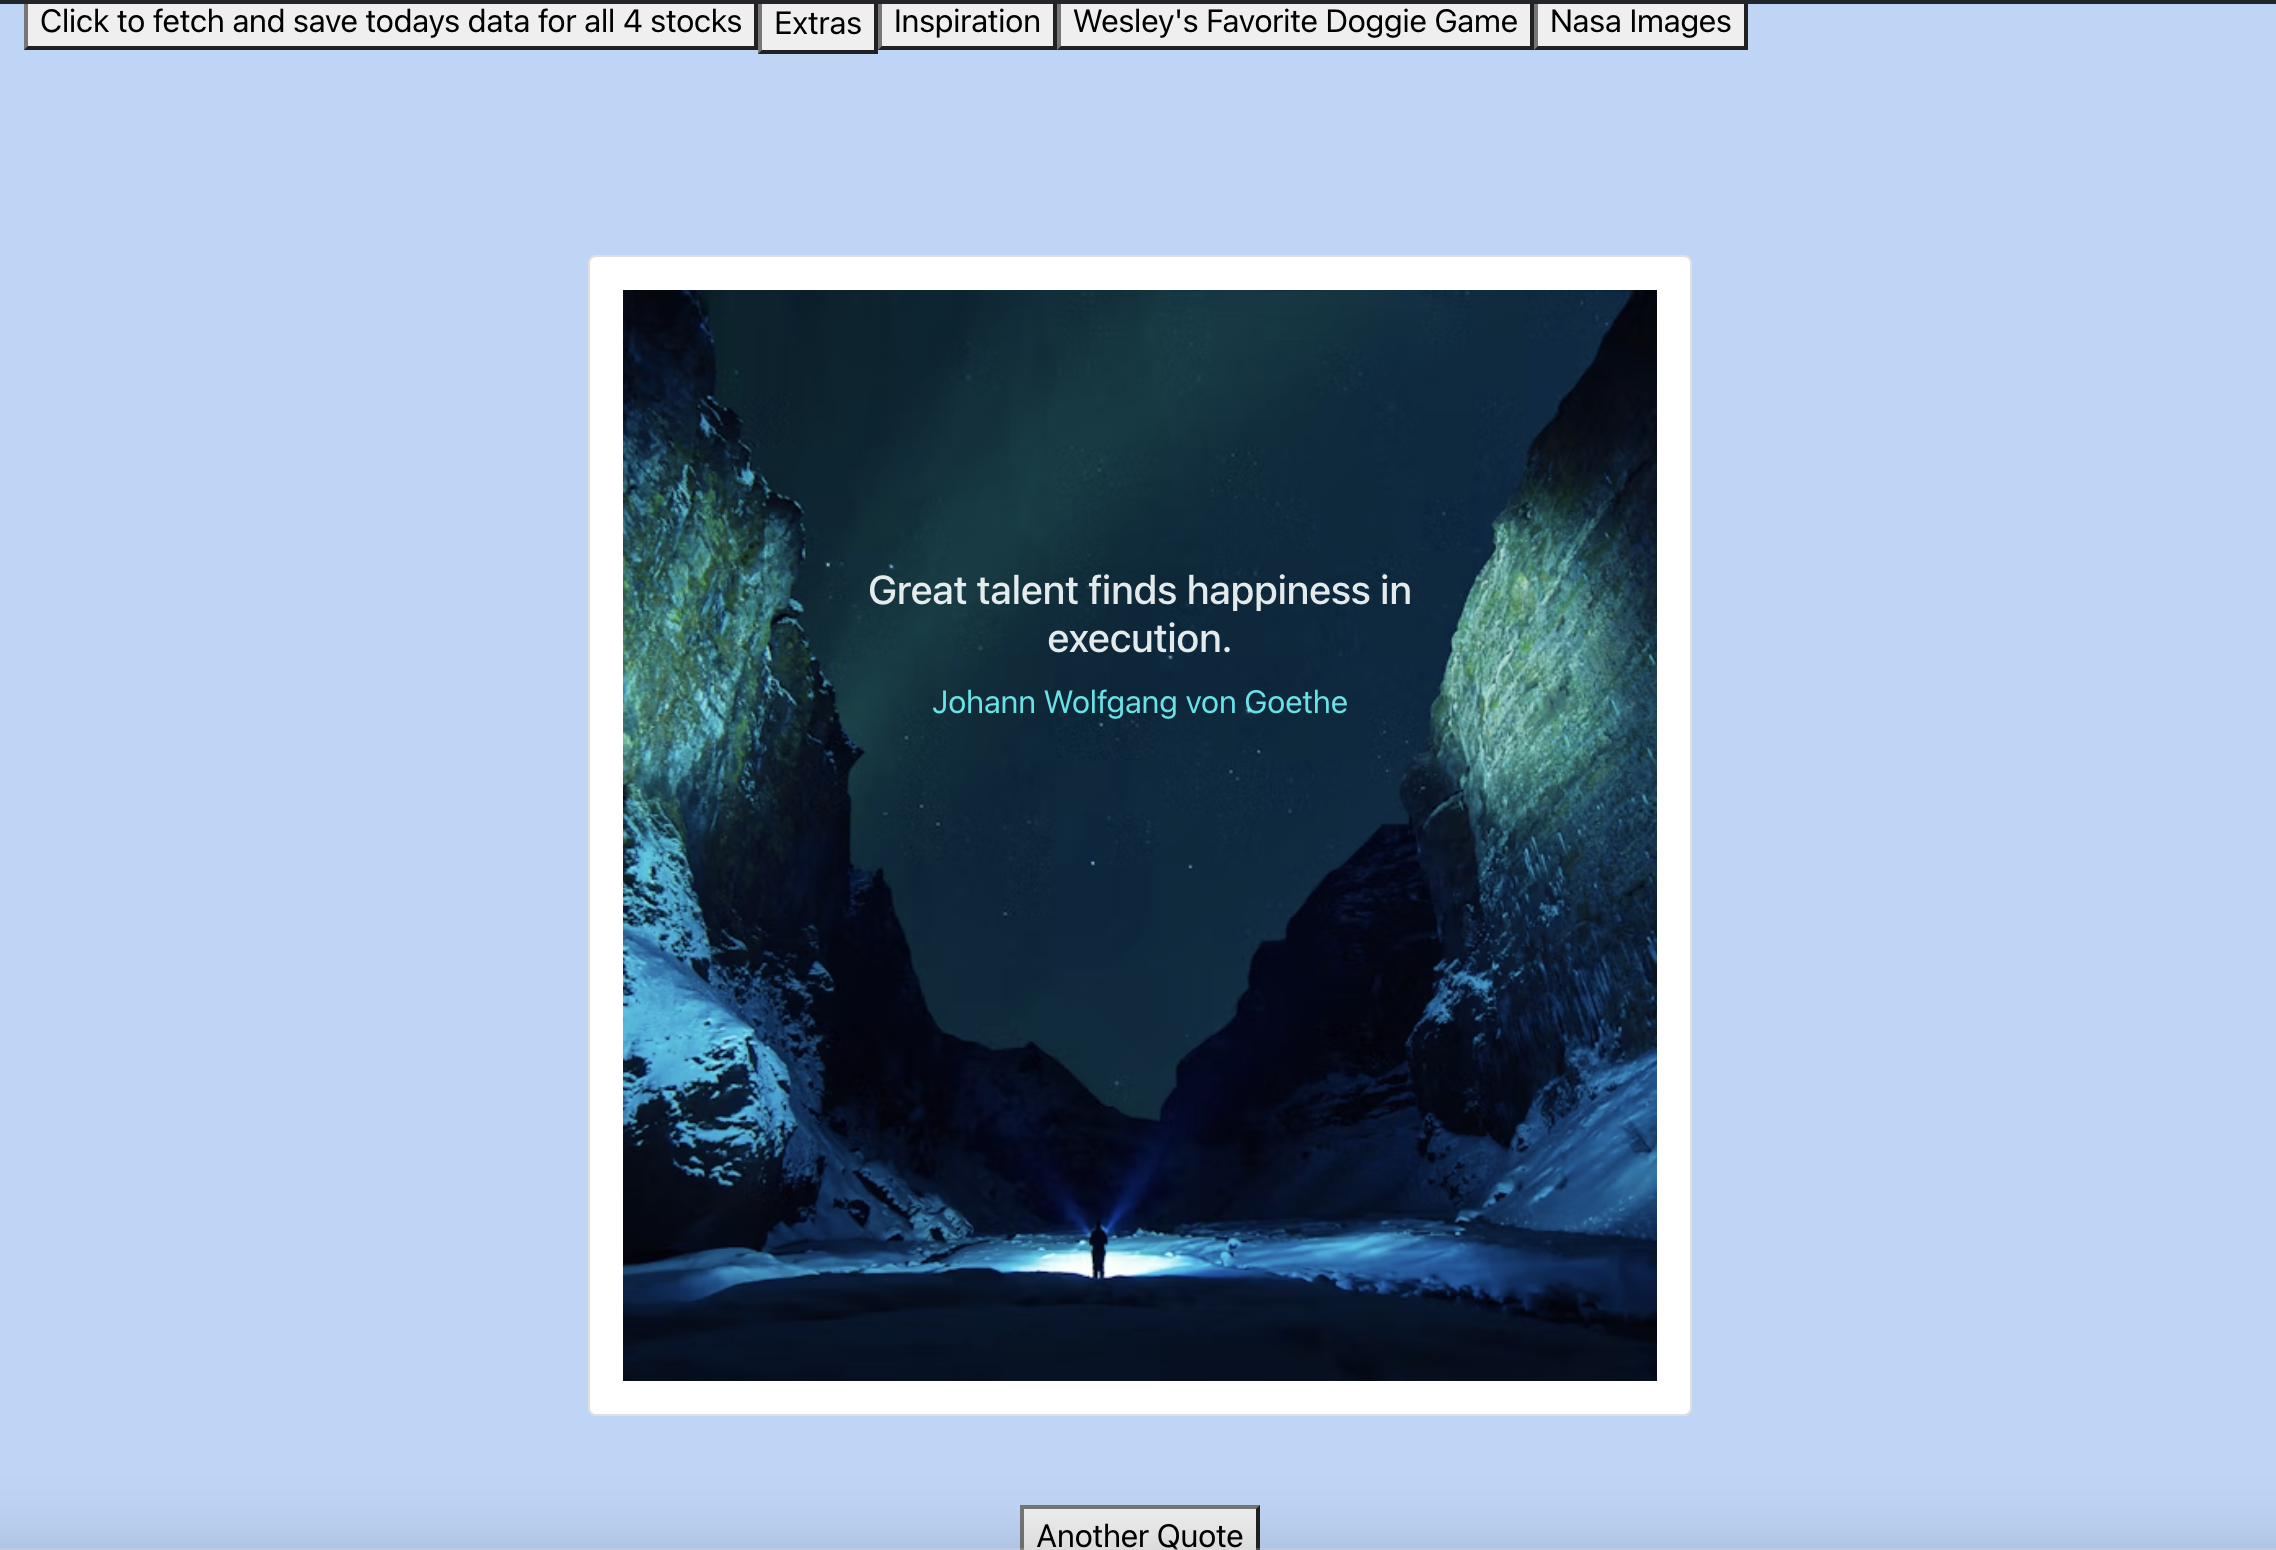 Click to fetch and save todays data for all 4 stocks Extras Inspiration Wesley's Favorite Doggie Game Nasa Images
Great talent finds happiness in
execution.
Johann Wolfgang von Goethe
Another Quote